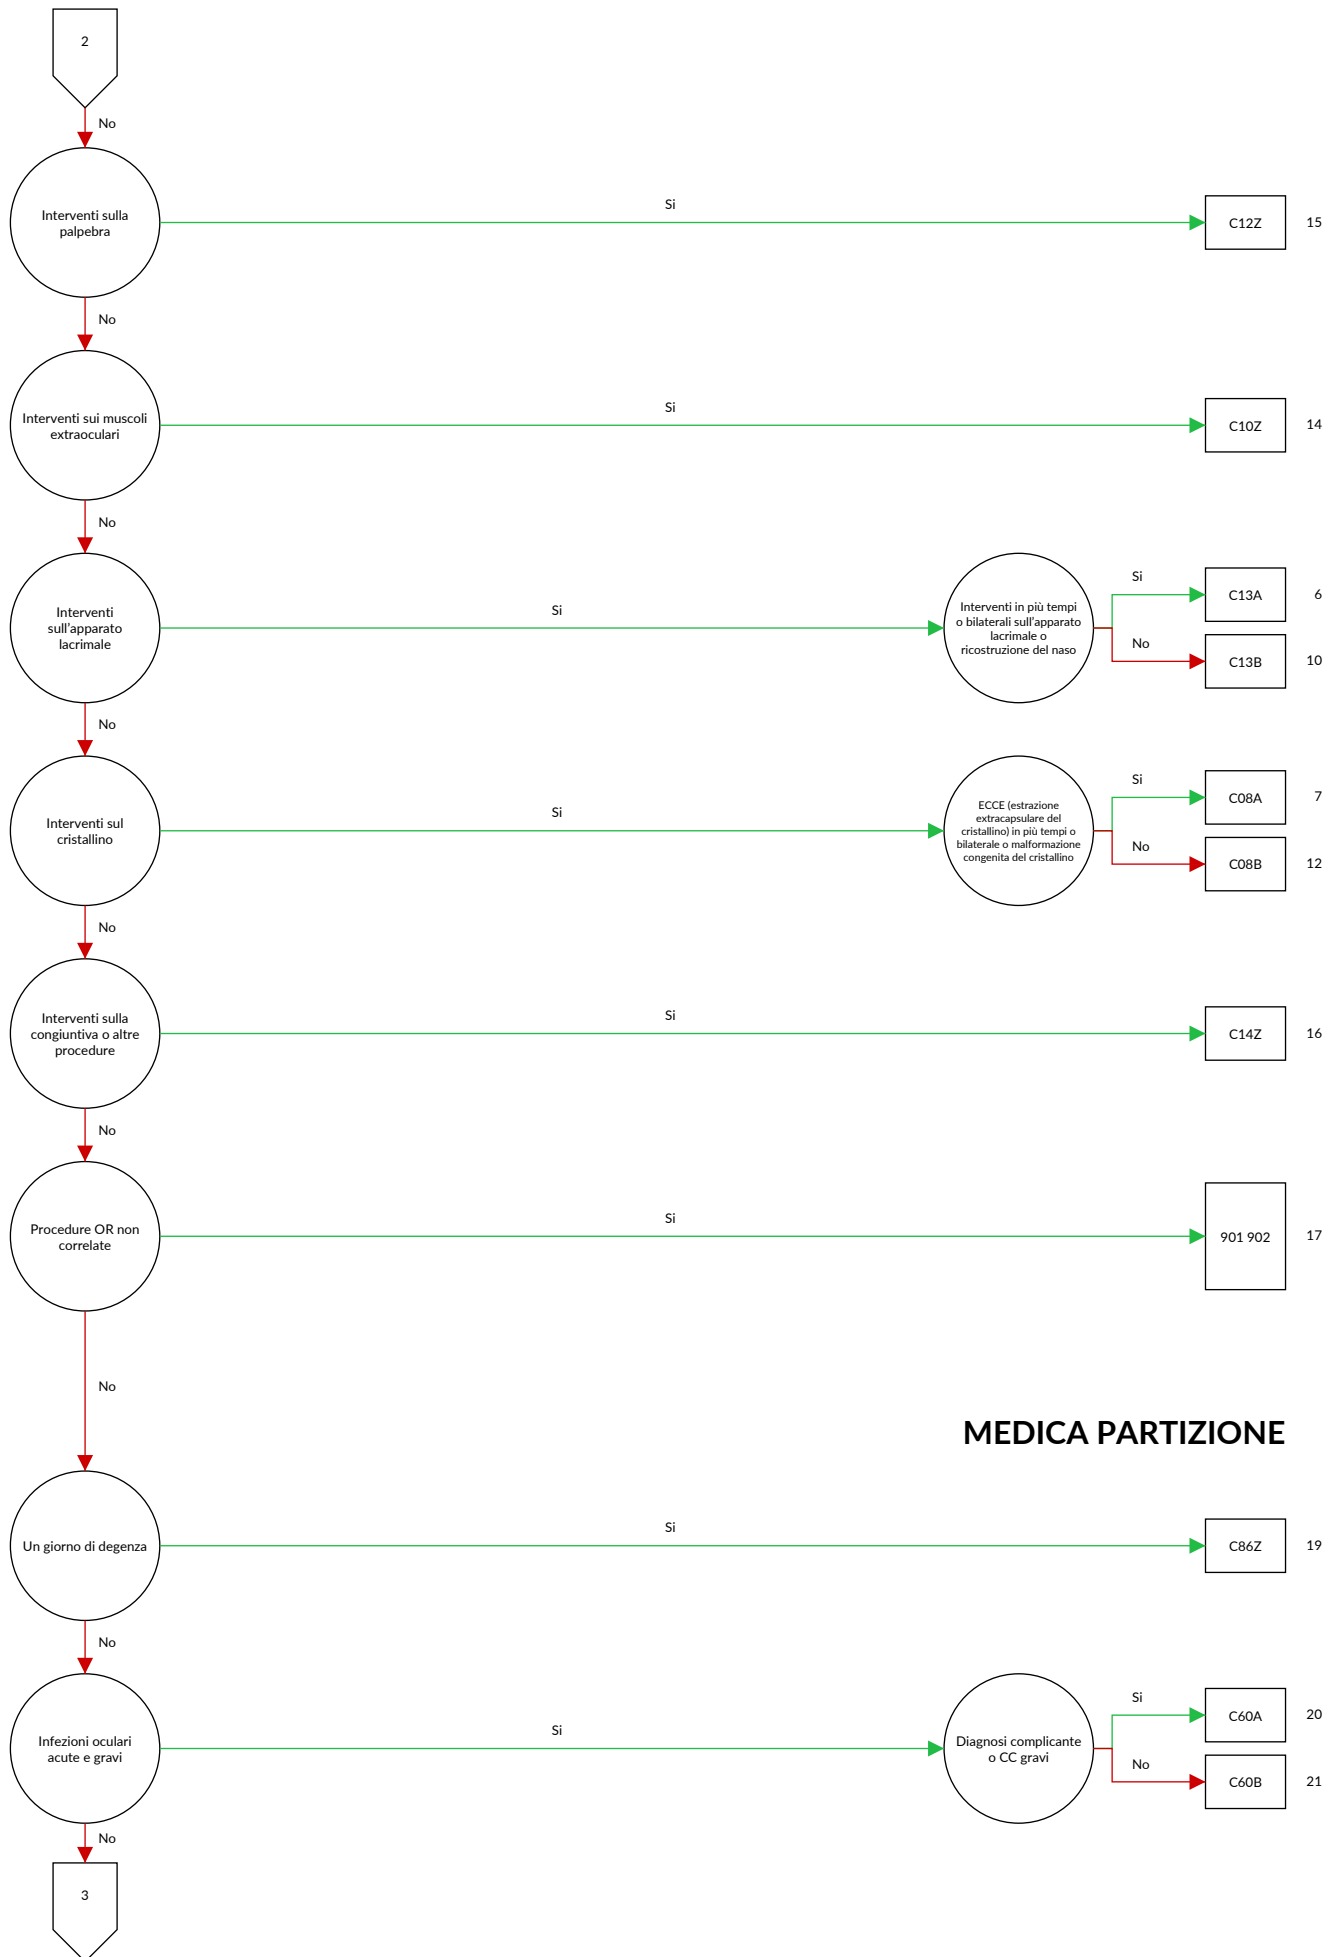 2
No
Interventi sulla
palpebra
Si
C12Z
15
No
Interventi sui muscoli
extraoculari
Si
C10Z
14
No
Interventi
sull'apparato
lacrimale
Si
Interventi in più tempi
o bilaterali sull'apparato
lacrimale o
ricostruzione del naso
Si
C13A
6
No
C13B
10
No
Interventi sul
cristallino
Si
ECCE (estrazione
extracapsulare del
cristallino) in più tempi o
bilaterale o malformazione
congenita del cristallino
Si
C08A
7
No
C08B
12
No
Interventi sulla
congiuntiva o altre
procedure
Si
C14Z
16
No
Procedure OR non
correlate
Si
901 902
17
No
MEDICA PARTIZIONE
Un giorno di degenza
Si
C86Z
19
No
Infezioni oculari
acute e gravi
Si
Diagnosi complicante
o CC gravi
Si
C60A
20
No
C60B
21
No
3